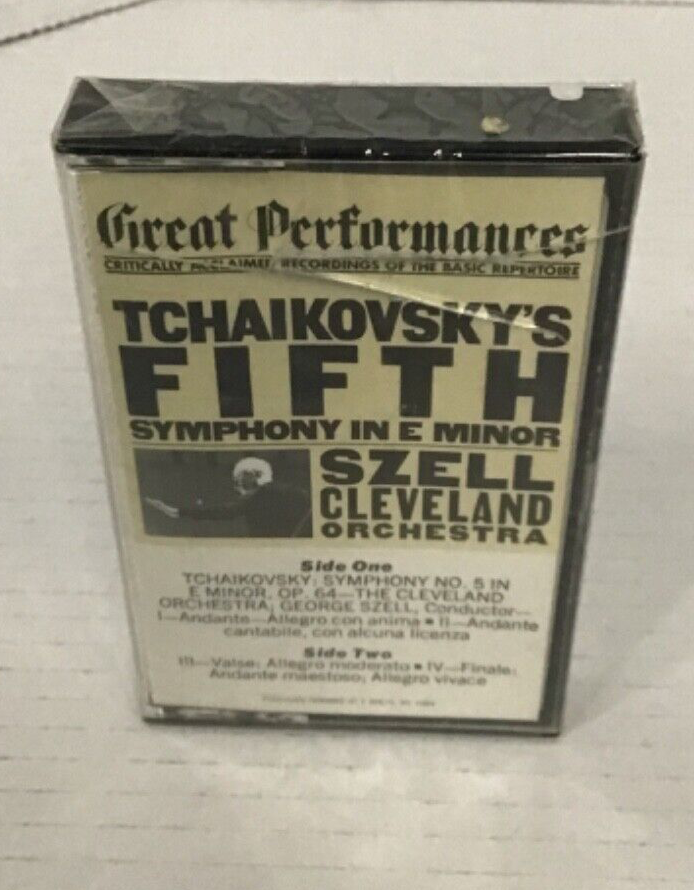 Great Performances
CRITICALLY ACCLAIMED RECORDINGS OF THE BASIC REPERTOIRE
TCHAIKOVSKY'S
FIFTH
SYMPHONY IN E MINOR
SZELL
CLEVELAND
ORCHESTRA
Side One
TCHAIKOVSKY: SYMPHONY NO. 5 IN
E MINOR, OP. 64—THE CLEVELAND
ORCHESTRA; GEORGE SZELL, Conductor—
I—Andante—Allegro con anima ■ II—Andante
cantabile, con alcuna licenza
Side Two
III—Valse; Allegro moderato ■ IV—Finale:
Andante maestoso; Allegro vivace